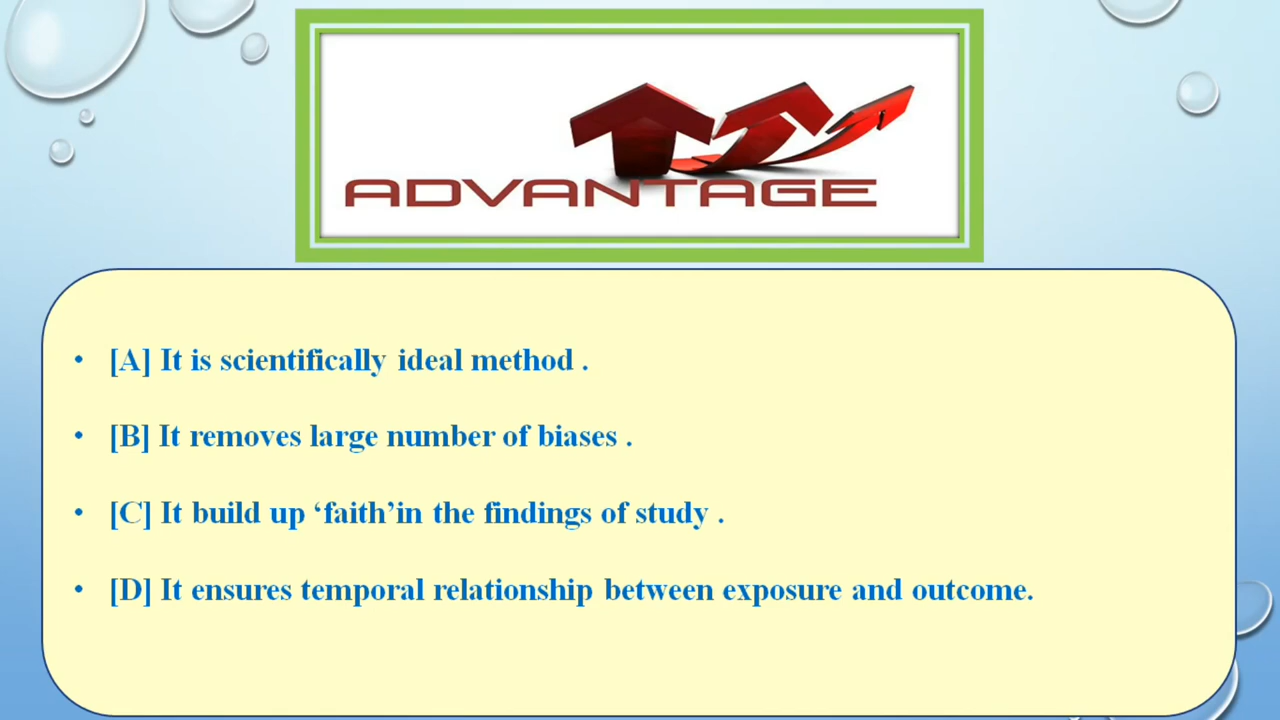 ADVANTAGE
• [A] It is scientifically ideal method .
• [B] It removes large number of biases .
• [C] It build up ‘faith’in the findings of study .
• [D] It ensures temporal relationship between exposure and outcome.